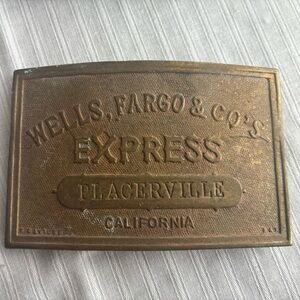 WELLS, FARGO & CO'S.
EXPRESS
PLACERVILLE
CALIFORNIA